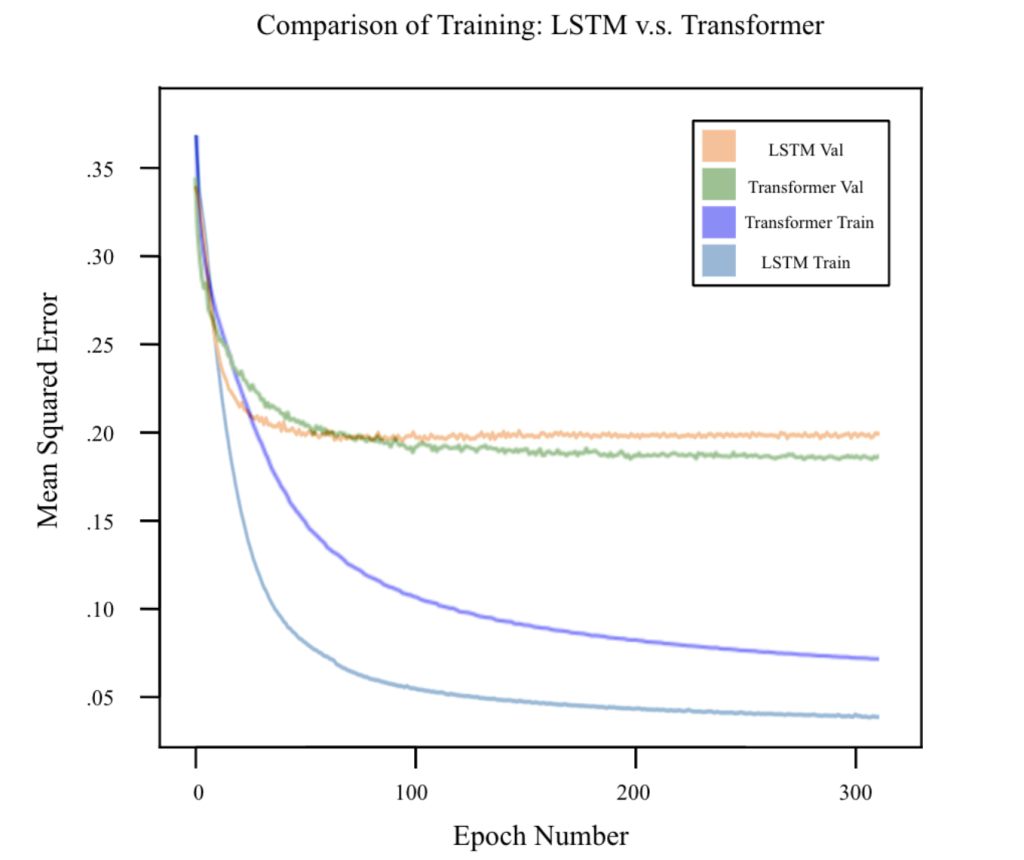 Comparison of Training: LSTM v.s. Transformer
LSTM Val
Transformer Val
Transformer Train
LSTM Train
Mean Squared Error
.35
.30
.25
.20
.15
.10
.05
0
100
200
300
Epoch Number